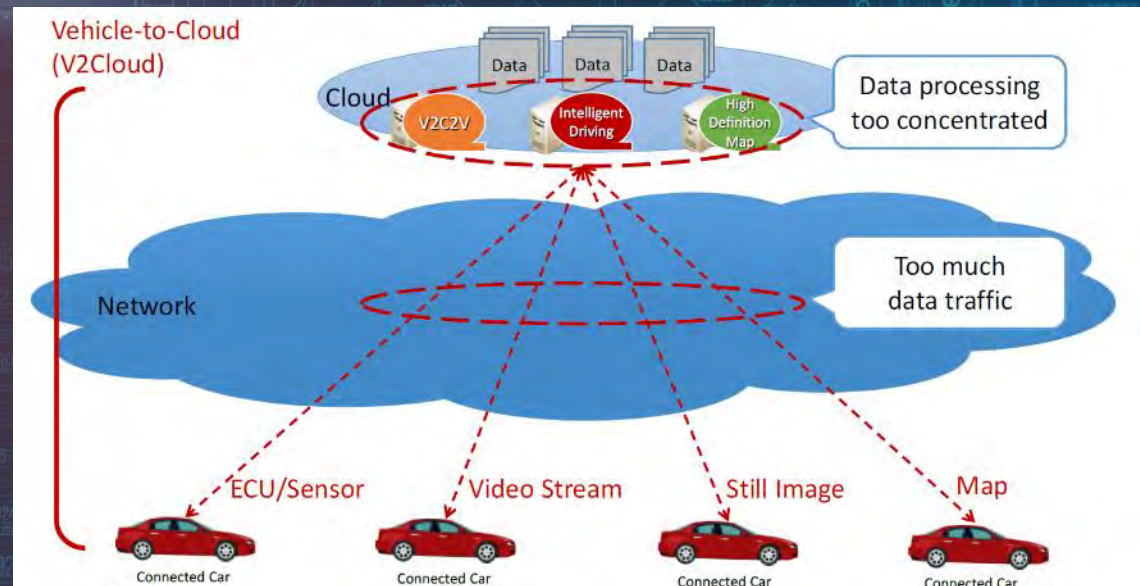 Vehicle-to-Cloud
(V2Cloud)
Data
Data
Data
Cloud
V2C2V
Intelligent
Driving
High
Definition
Map
Data processing
too concentrated
Network
Too much
data traffic
ECU/Sensor
Video Stream
Still Image
Map
Connected Car
Connected Car
Connected Car
Connected Car